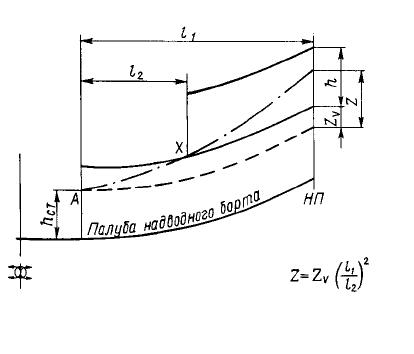 l₁
l₂
h
Z
Zᵥ
X
A
hст
Палуба надводного борта
НП
Z=Zᵥ (l₁/l₂)²